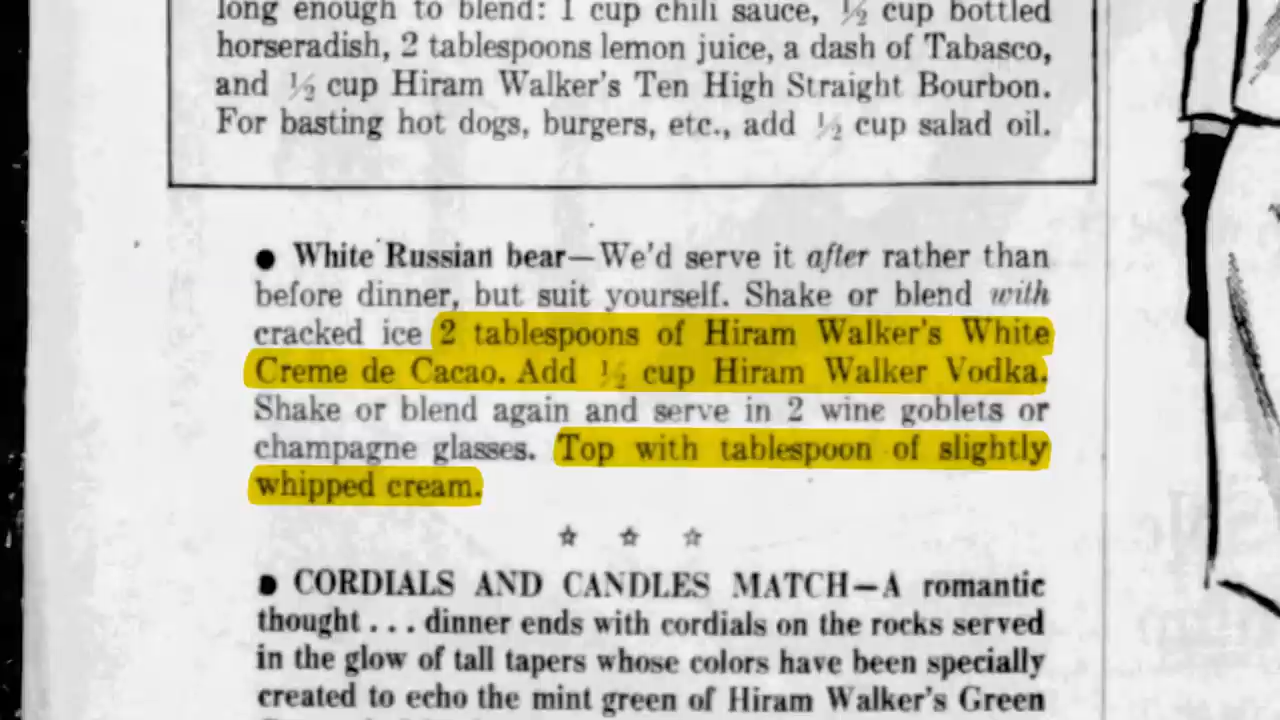 long enough to blend: 1 cup chili sauce, ½ cup bottled
horseradish, 2 tablespoons lemon juice, a dash of Tabasco,
and ½ cup Hiram Walker's Ten High Straight Bourbon.
For basting hot dogs, burgers, etc., add ½ cup salad oil.
● White Russian bear—We'd serve it after rather than
before dinner, but suit yourself. Shake or blend with
cracked ice 2 tablespoons of Hiram Walker's White
Creme de Cacao. Add ½ cup Hiram Walker Vodka.
Shake or blend again and serve in 2 wine goblets or
champagne glasses. Top with tablespoon of slightly
whipped cream.
☆ ☆ ☆
● CORDIALS AND CANDLES MATCH—A romantic
thought . . . dinner ends with cordials on the rocks served
in the glow of tall tapers whose colors have been specially
created to echo the mint green of Hiram Walker's Green